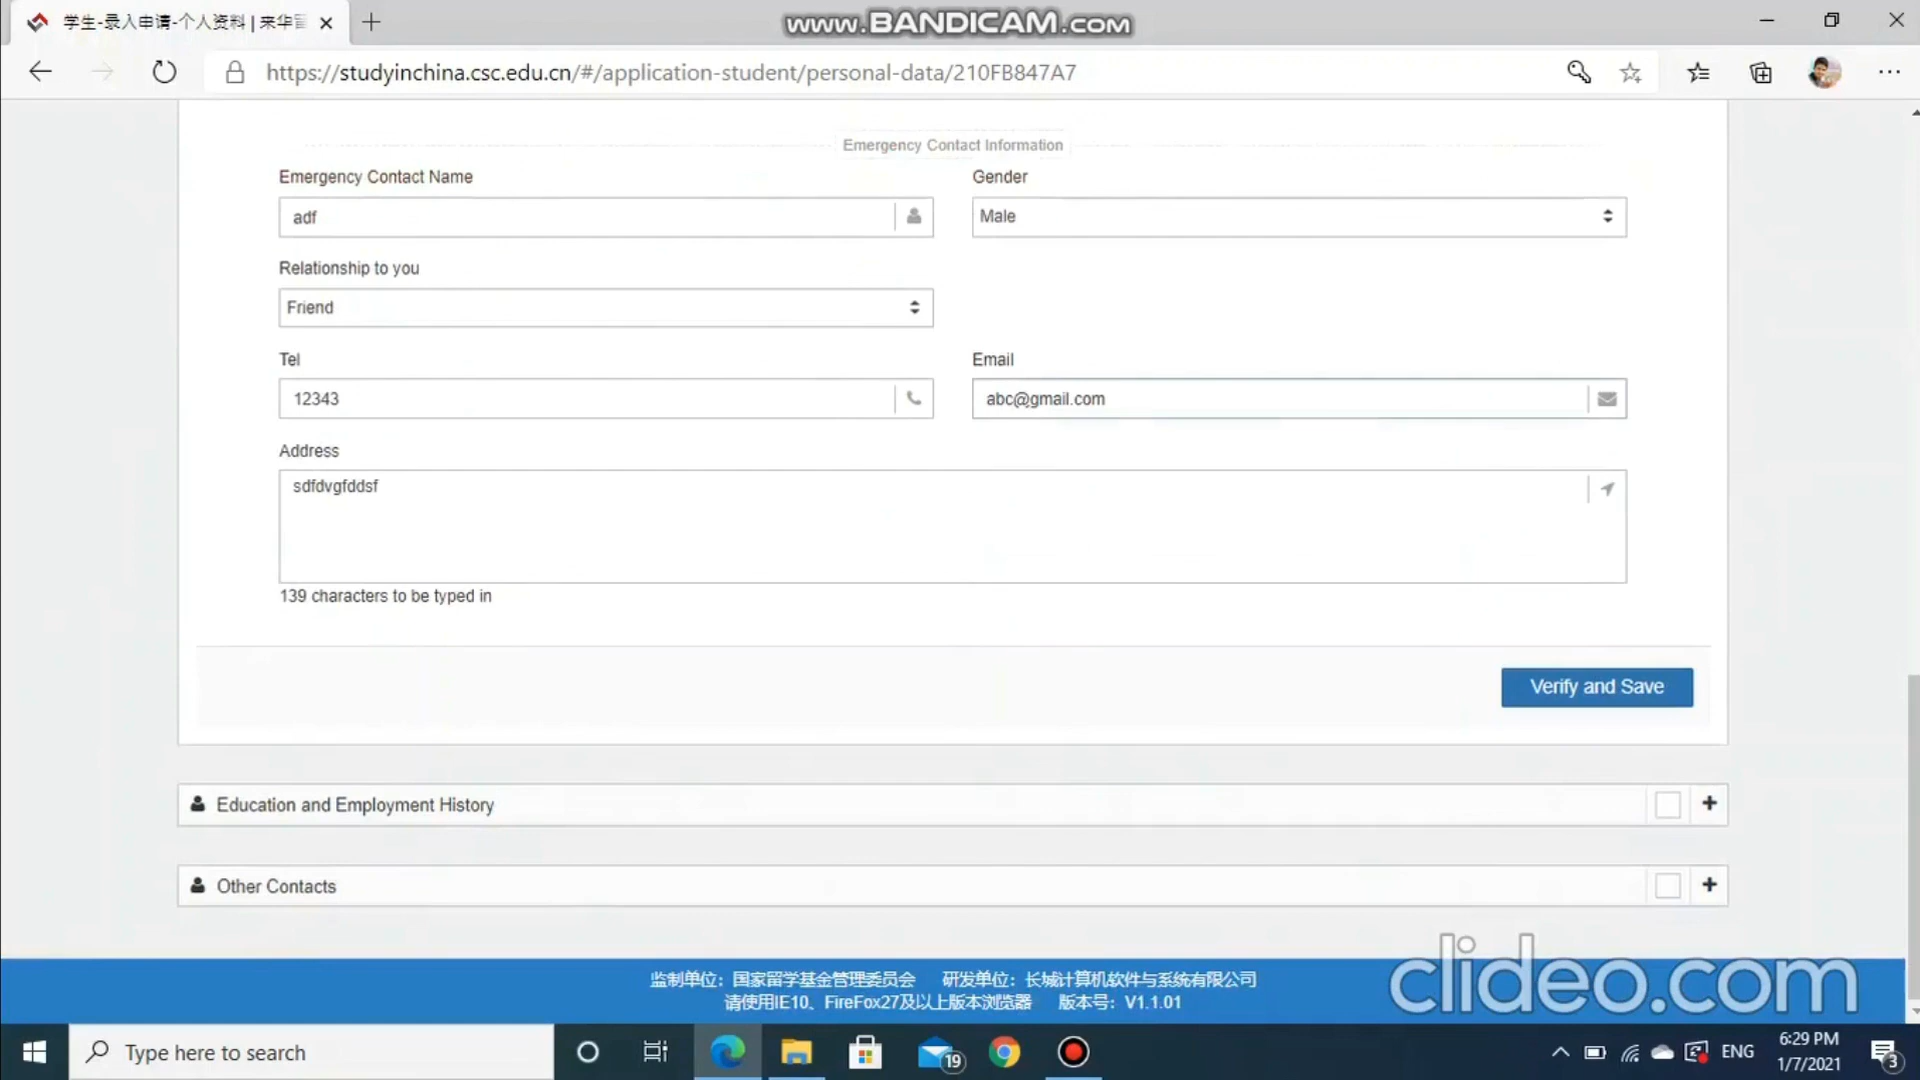 学生-录入申请-个人资料 | 来华留
www.BANDICAM.com
https://studyinchina.csc.edu.cn/#/application-student/personal-data/210FB847A7
Emergency Contact Information
Emergency Contact Name
Gender
adf
Male
Relationship to you
Friend
Tel
Email
12343
abc@gmail.com
Address
sdfdvgfddsf
139 characters to be typed in
Verify and Save
Education and Employment History
Other Contacts
监制单位：国家留学基金管理委员会 研发单位：长城计算机软件与系统有限公司
请使用IE10、FireFox27及以上版本浏览器 版本号：V1.1.01
clideo.com
Type here to search
19
ENG
6:29 PM
1/7/2021
3